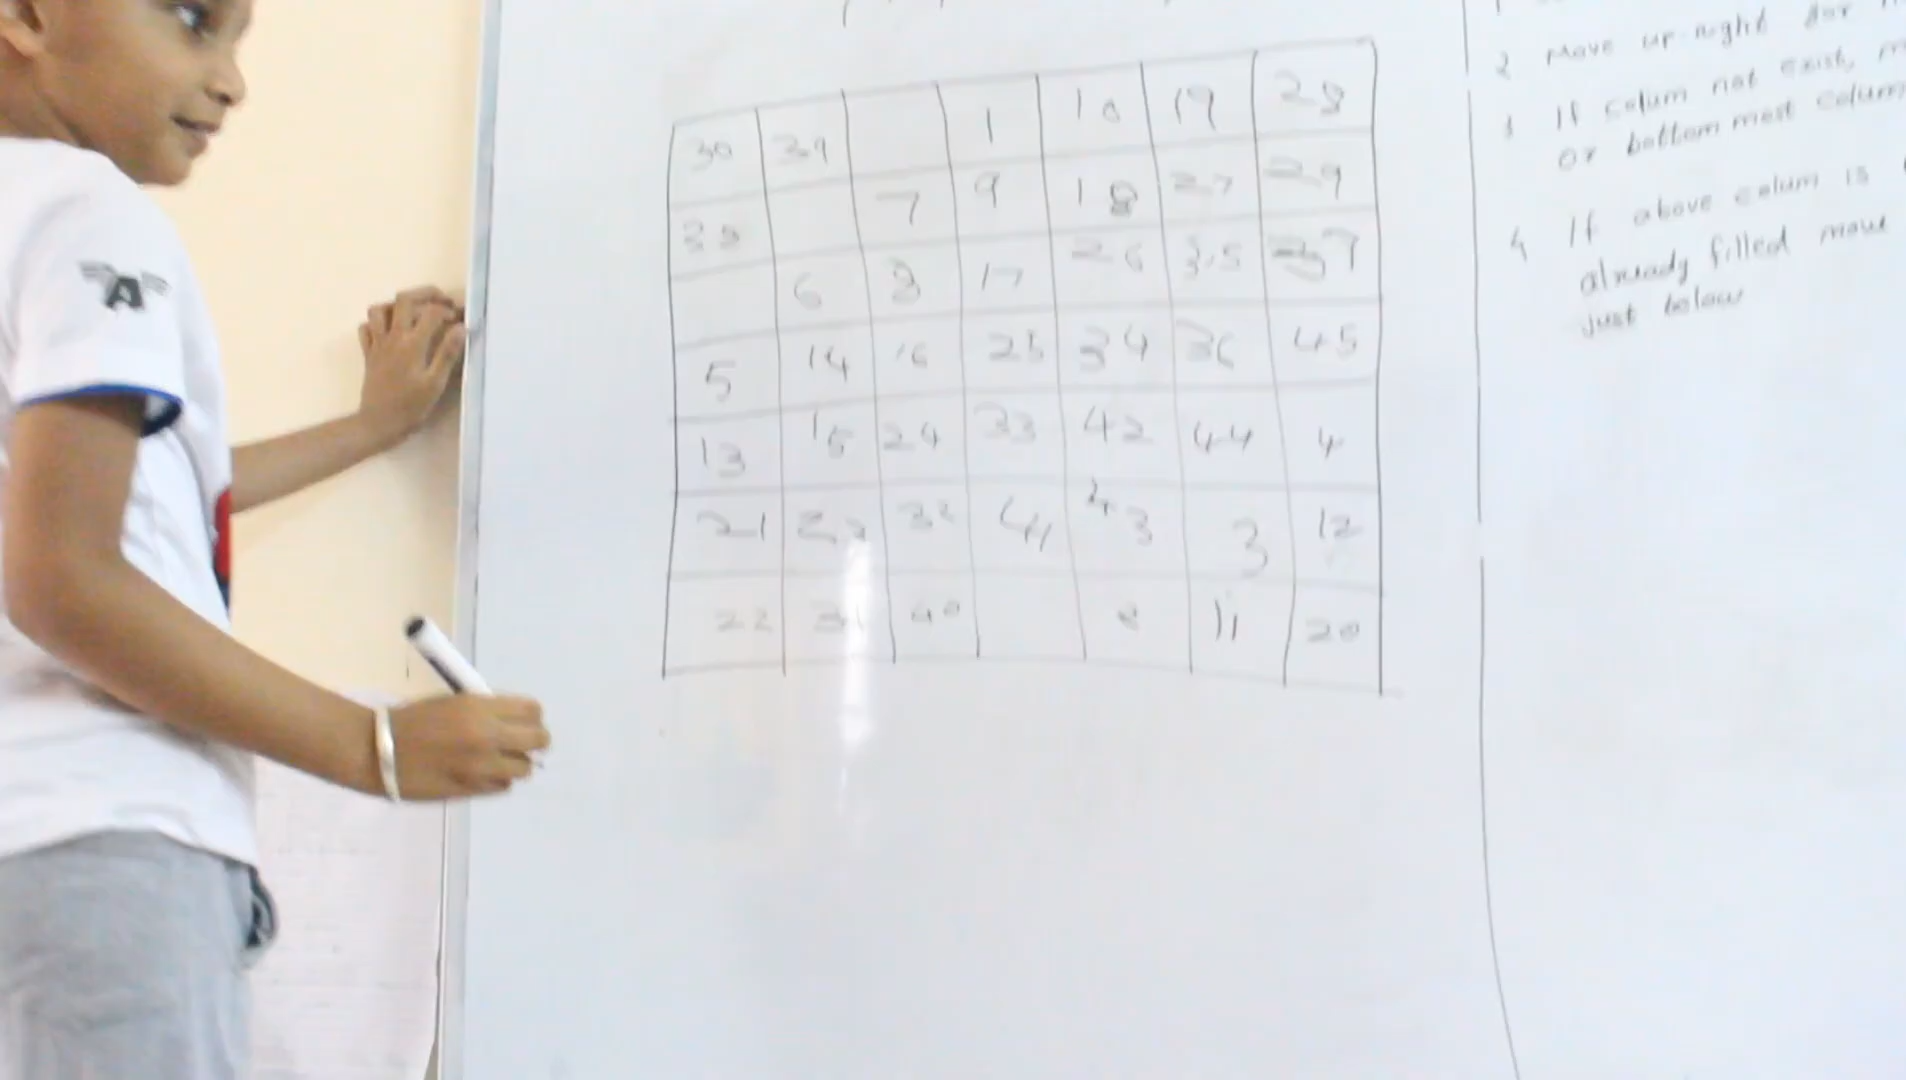 30 39 1 10 19 28
38 7 9 18 27 29
6 8 17 26 35 37
5 14 16 25 34 36 45
13 15 24 33 42 44 4
21 23 32 41 43 3 12
22 31 40 2 11 20
2 Move up-right for
3 If colum not exist,
or bottom most colum
4 If above colum is
already filled move
just below
A